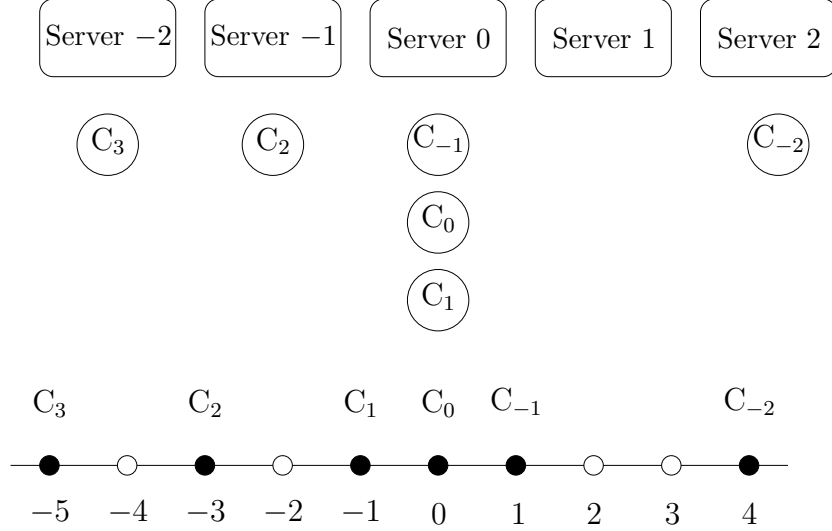 Server −2 Server −1 Server 0 Server 1 Server 2
C₃ C₂ C₋₁ C₋₂
C₀
C₁
C₃ C₂ C₁ C₀ C₋₁ C₋₂
−5 −4 −3 −2 −1 0 1 2 3 4